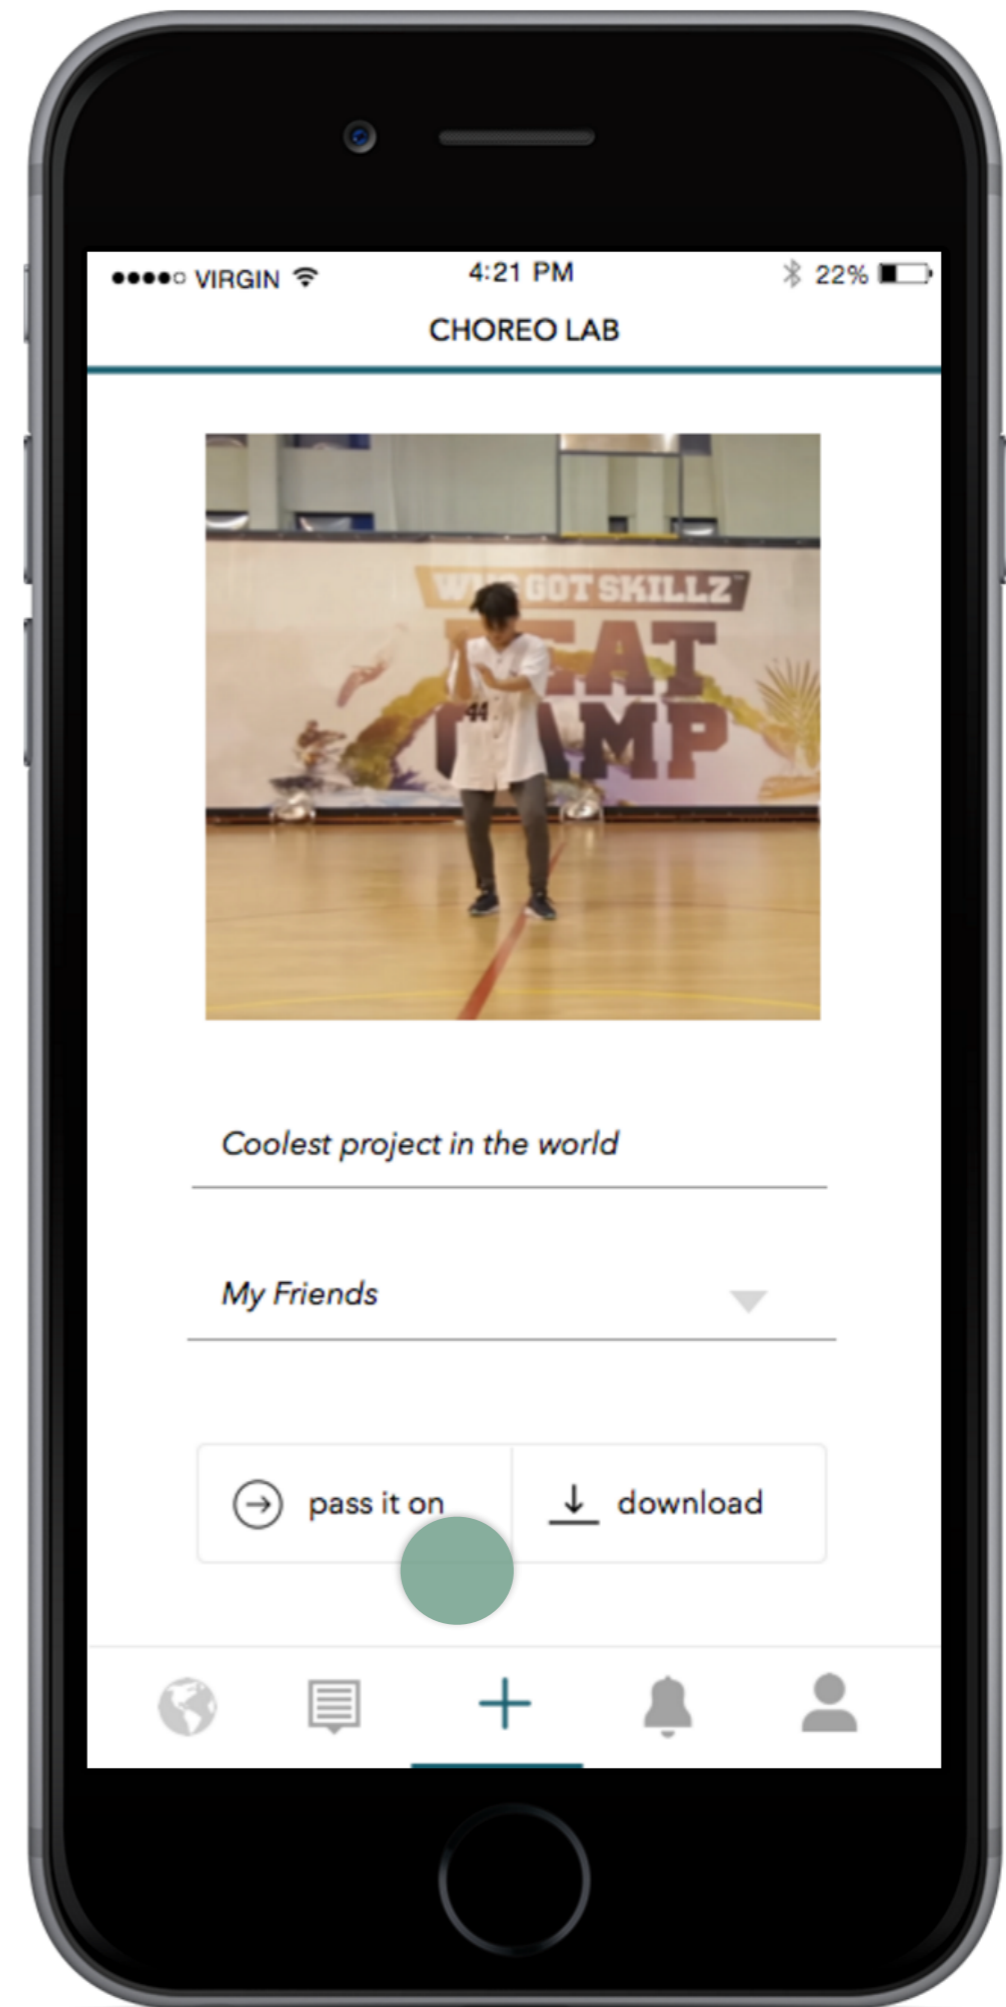 VIRGIN 4:21 PM 22%
CHOREO LAB
GOT SKILLZ™
44
Coolest project in the world
My Friends
pass it on download